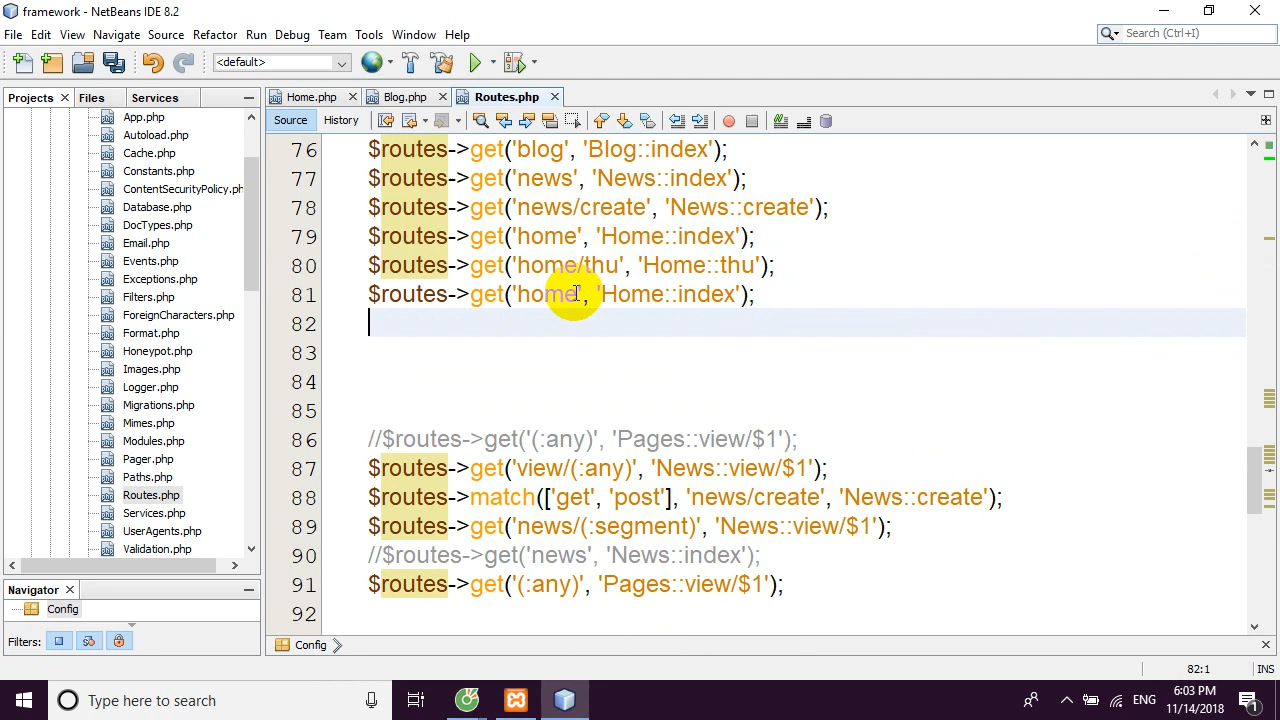 framework - NetBeans IDE 8.2
File Edit View Navigate Source Refactor Run Debug Team Tools Window Help
Search (Ctrl+I)
<default>
Projects Files Services
Home.php Blog.php Routes.php
Source History
App.php
Autoload.php
Cache.php
Constants.php
ContentSecurityPolicy.ph
Database.php
DocTypes.php
Email.php
Events.php
Exceptions.php
Filters.php
ForeignCharacters.php
Format.php
Honeypot.php
Images.php
Logger.php
Migrations.php
Mimes.php
Modules.php
Pager.php
Paths.php
Routes.php
Services.php
UserAgents.php
Validation.php
Navigator
Config
Filters:
76 $routes->get('blog', 'Blog::index');
77 $routes->get('news', 'News::index');
78 $routes->get('news/create', 'News::create');
79 $routes->get('home', 'Home::index');
80 $routes->get('home/thu', 'Home::thu');
81 $routes->get('home', 'Home::index');
82
83
84
85
86 //$routes->get('(:any)', 'Pages::view/$1');
87 $routes->get('view/(:any)', 'News::view/$1');
88 $routes->match(['get', 'post'], 'news/create', 'News::create');
89 $routes->get('news/(:segment)', 'News::view/$1');
90 //$routes->get('news', 'News::index');
91 $routes->get('(:any)', 'Pages::view/$1');
92
Config
82:1 INS
Type here to search
ENG
6:03 PM
11/14/2018
1